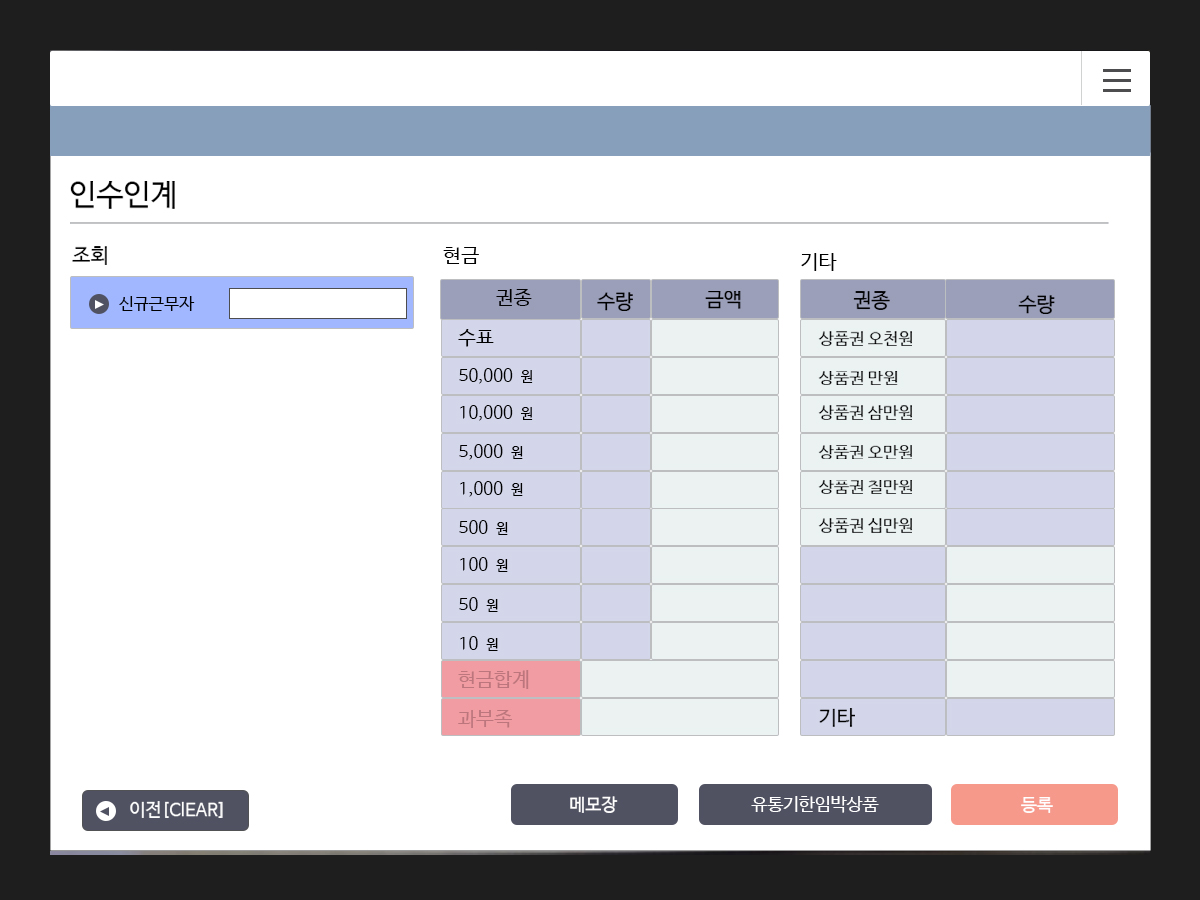 인수인계
조회
신규근무자
현금
권종 수량 금액
수표
50,000 원
10,000 원
5,000 원
1,000 원
500 원
100 원
50 원
10 원
현금합계
과부족
기타
권종 수량
상품권 오천원
상품권 만원
상품권 삼만원
상품권 오만원
상품권 칠만원
상품권 십만원
기타
이전[ClEAR]
메모장
유통기한임박상품
등록